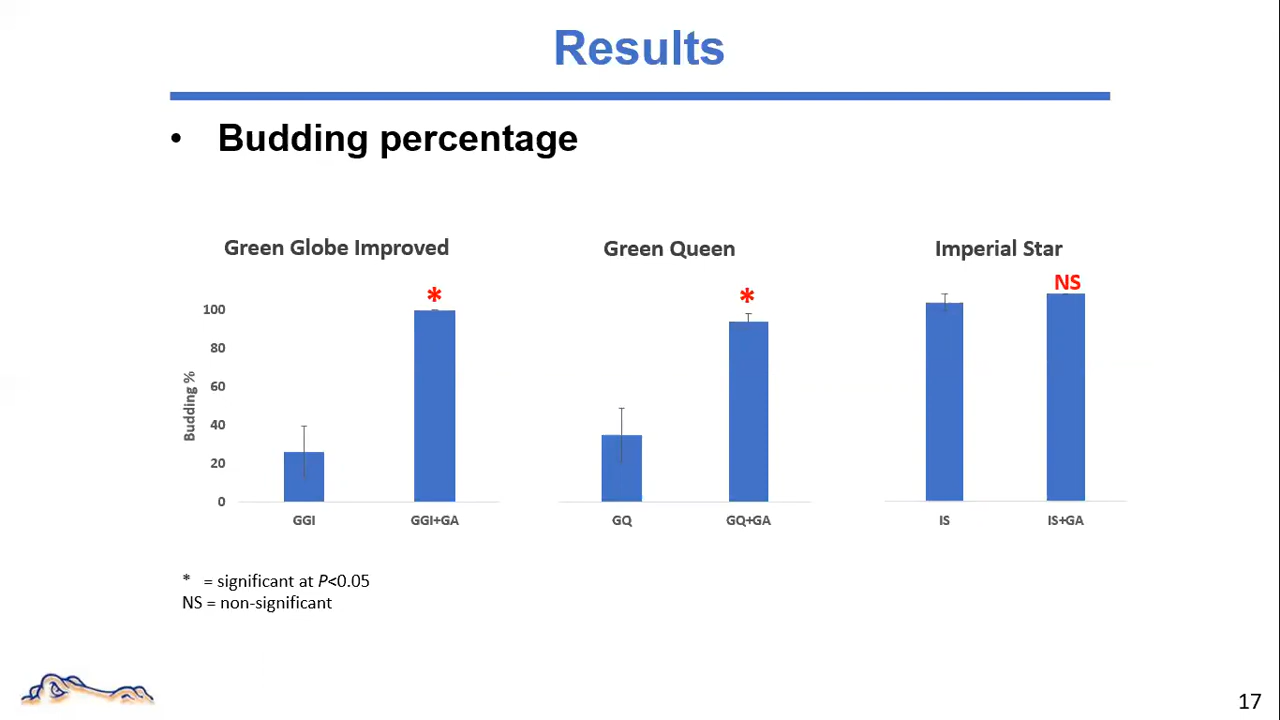 Results
• Budding percentage
Green Globe Improved
Green Queen
Imperial Star
*
*
NS
100
80
60
40
20
0
Budding %
GGI
GGI+GA
GQ
GQ+GA
IS
IS+GA
* = significant at P<0.05
NS = non-significant
17